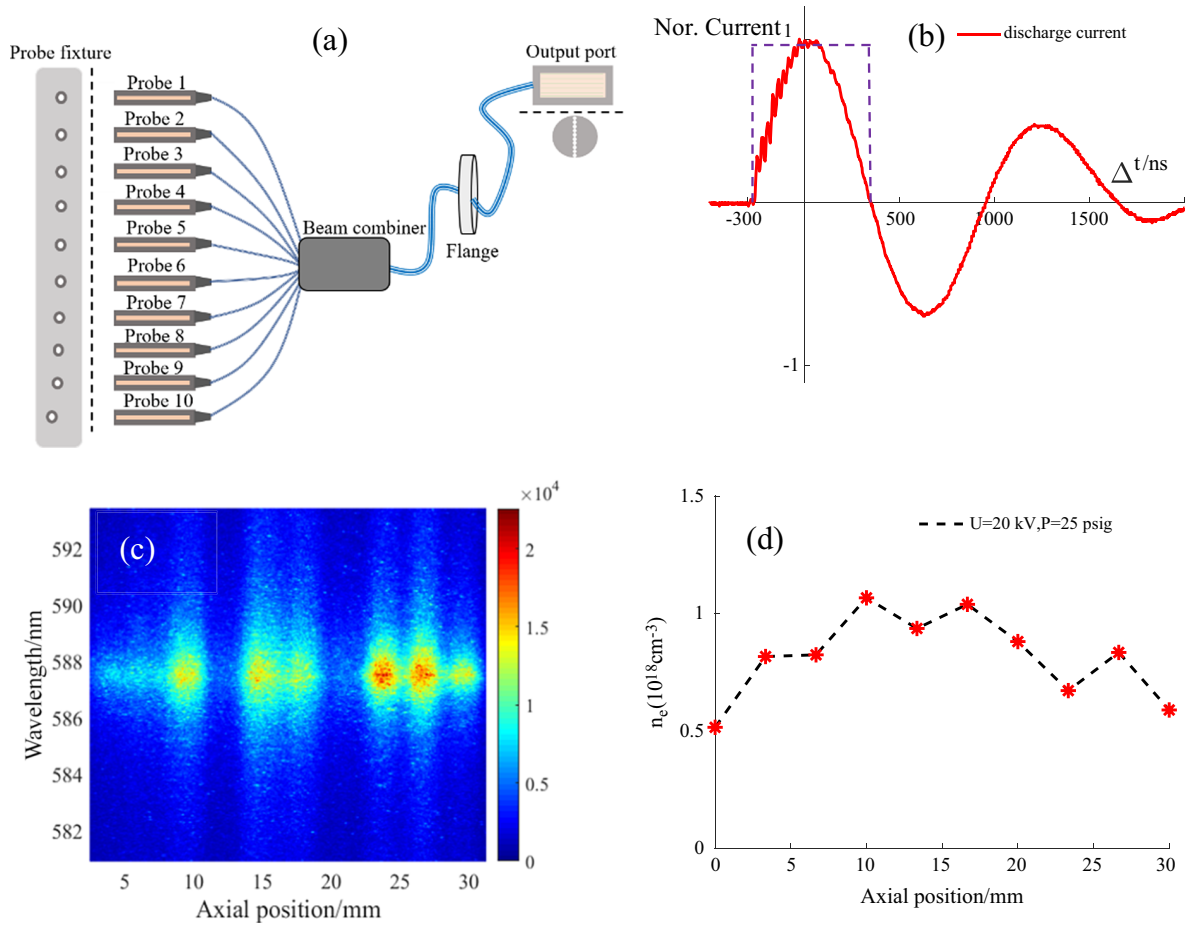 (a)
Probe fixture
Output port
Probe 1
Probe 2
Probe 3
Probe 4
Probe 5
Probe 6
Probe 7
Probe 8
Probe 9
Probe 10
Beam combiner
Flange
Nor. Current
(b)
discharge current
1
Δt/ns
-300
500
1000
1500
-1
×10⁴
(c)
592
590
588
586
584
582
Wavelength/nm
5
10
15
20
25
30
Axial position/mm
2
1.5
1
0.5
0
(d)
U=20 kV,P=25 psig
1.5
1
0.5
0
nₑ(10¹⁸cm⁻³)
0
5
10
15
20
25
30
Axial position/mm